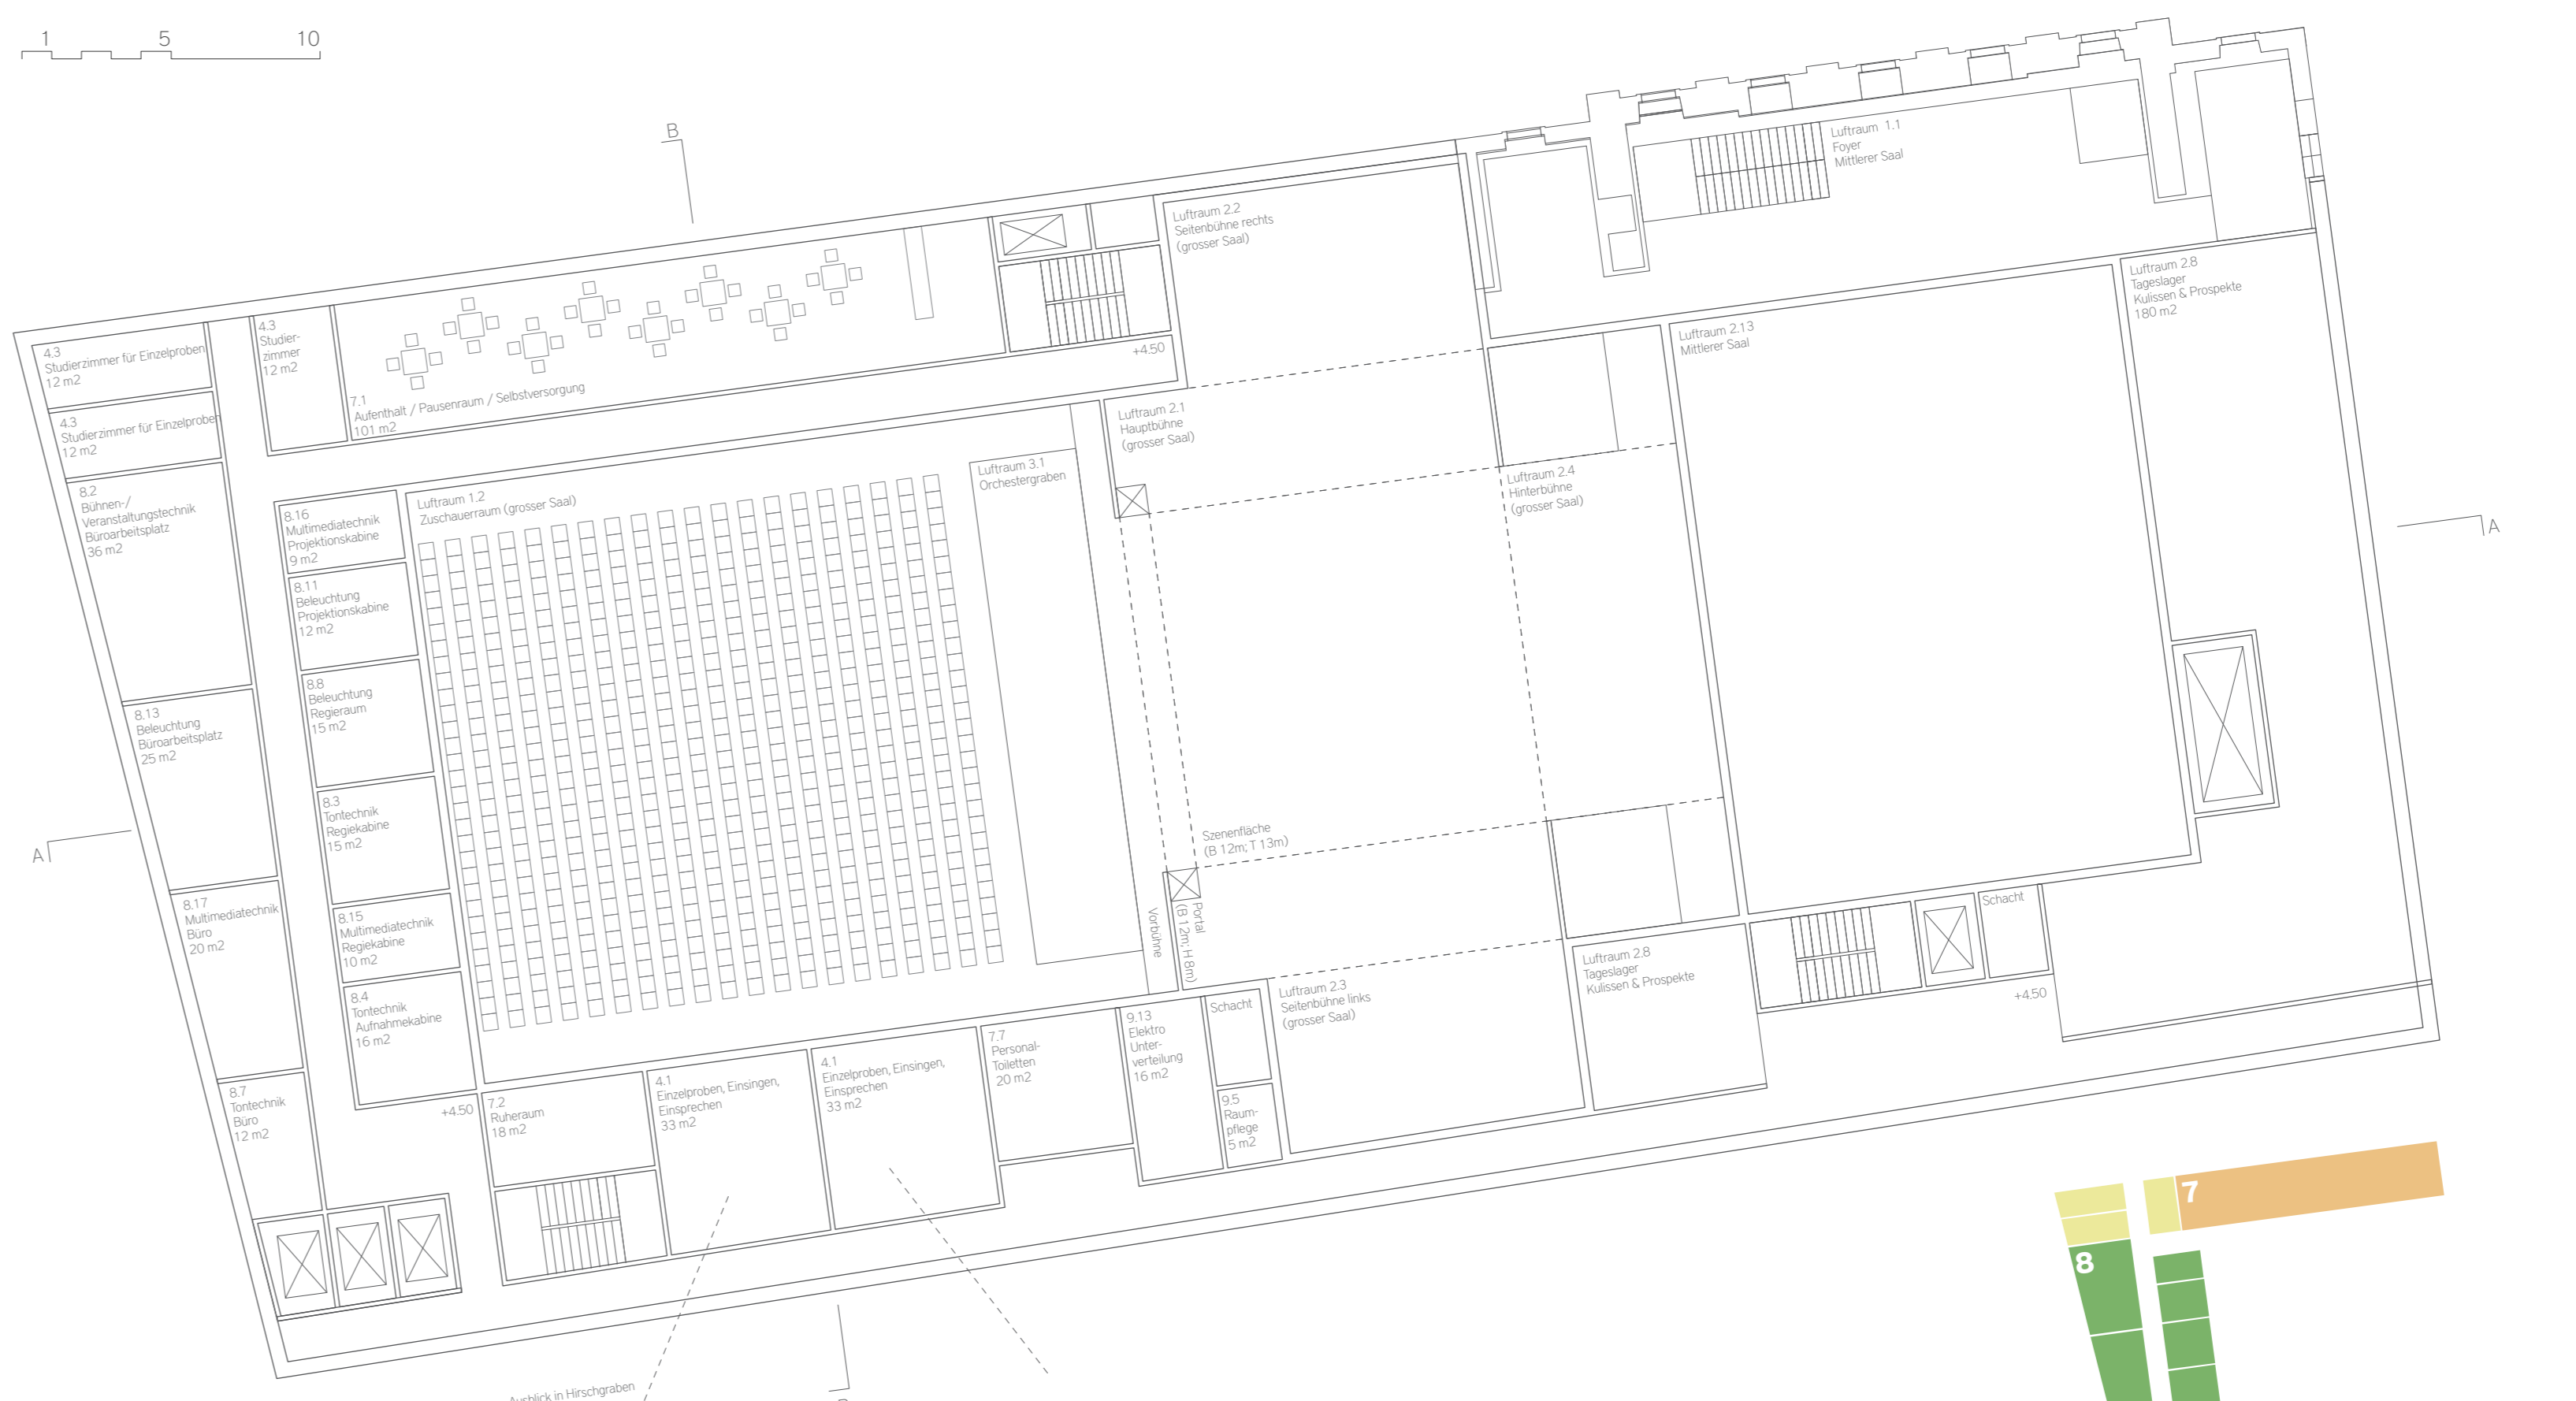 1 5 10
B
Luftraum 1.1
Foyer
Mittlerer Saal
Luftraum 2.2
Seitenbühne rechts
(grosser Saal)
Luftraum 2.8
Tageslager
Kulissen & Prospekte
180 m2
4.3
Studierzimmer für Einzelproben
12 m2
4.3
Studier-
zimmer
12 m2
+4.50
Luftraum 2.13
Mittlerer Saal
7.1
Aufenthalt / Pausenraum / Selbstversorgung
101 m2
4.3
Studierzimmer für Einzelproben
12 m2
Luftraum 2.1
Hauptbühne
(grosser Saal)
Luftraum 3.1
Orchestergraben
Luftraum 2.4
Hinterbühne
(grosser Saal)
8.2
Bühnen-/
Veranstaltungstechnik
Büroarbeitsplatz
36 m2
Luftraum 1.2
Zuschauerraum (grosser Saal)
8.16
Multimediatechnik
Projektionskabine
9 m2
A
8.11
Beleuchtung
Projektionskabine
12 m2
8.8
Beleuchtung
Regieraum
15 m2
8.13
Beleuchtung
Büroarbeitsplatz
25 m2
8.3
Tontechnik
Regiekabine
15 m2
Szenenfläche
(B 12m; T 13m)
A
8.17
Multimediatechnik
Büro
20 m2
8.15
Multimediatechnik
Regiekabine
10 m2
Vorbühne
Portal
(B 12m; H 8m)
Schacht
Luftraum 2.8
Tageslager
Kulissen & Prospekte
+4.50
8.4
Tontechnik
Aufnahmekabine
16 m2
Luftraum 2.3
Seitenbühne links
(grosser Saal)
Schacht
9.13
Elektro
Unter-
verteilung
16 m2
7.7
Personal-
Toiletten
20 m2
4.1
Einzelproben, Einsingen,
Einsprechen
33 m2
4.1
Einzelproben, Einsingen,
Einsprechen
33 m2
7.2
Ruheraum
18 m2
+4.50
8.7
Tontechnik
Büro
12 m2
9.5
Raum-
pflege
5 m2
7
8
Ausblick in Hirschgraben